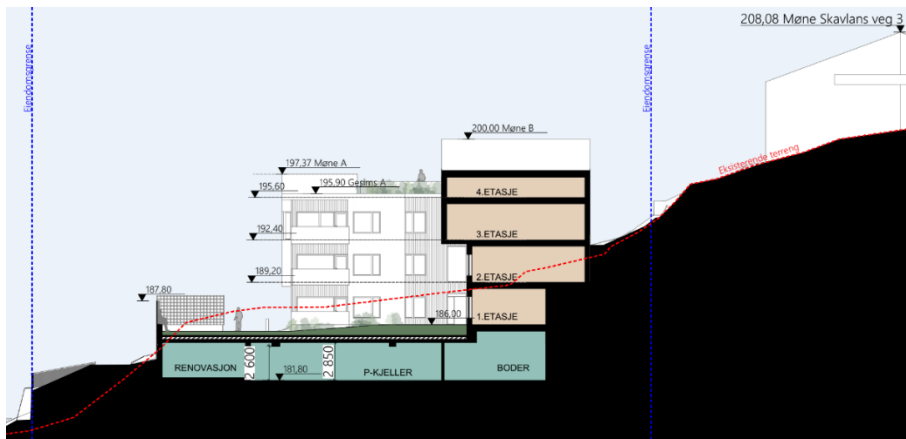 208,08 Møne Skavlans veg 3
Eiendomsgrense
Eiendomsgrense
200,00 Møne B
Eksisterende terreng
197,37 Møne A
195,90 Gesims A
195,60
4.ETASJE
3.ETASJE
192,40
2.ETASJE
189,20
187,80
186,00
1.ETASJE
RENOVASJON
2 600
2 850
P-KJELLER
BODER
181,80